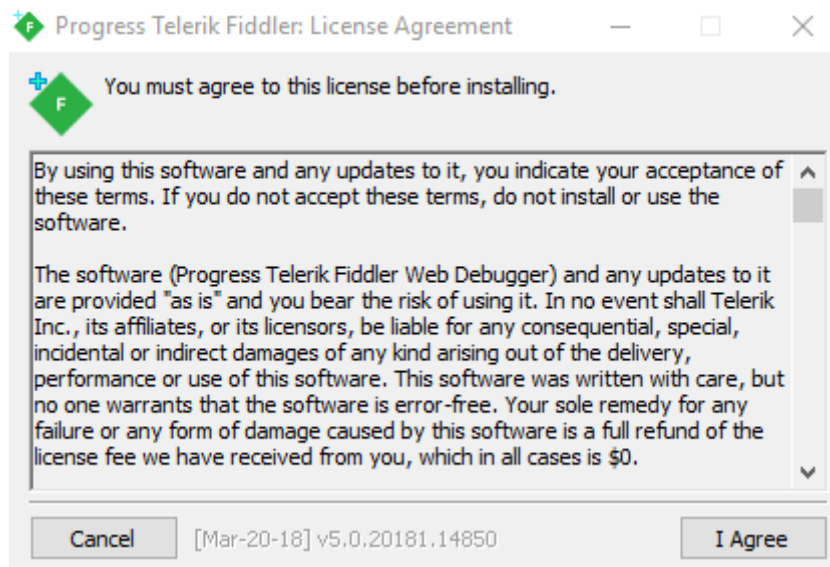 Progress Telerik Fiddler: License Agreement
F
You must agree to this license before installing.
By using this software and any updates to it, you indicate your acceptance of
these terms. If you do not accept these terms, do not install or use the
software.
The software (Progress Telerik Fiddler Web Debugger) and any updates to it
are provided "as is" and you bear the risk of using it. In no event shall Telerik
Inc., its affiliates, or its licensors, be liable for any consequential, special,
incidental or indirect damages of any kind arising out of the delivery,
performance or use of this software. This software was written with care, but
no one warrants that the software is error-free. Your sole remedy for any
failure or any form of damage caused by this software is a full refund of the
license fee we have received from you, which in all cases is $0.
Cancel [Mar-20-18] v5.0.20181.14850 I Agree